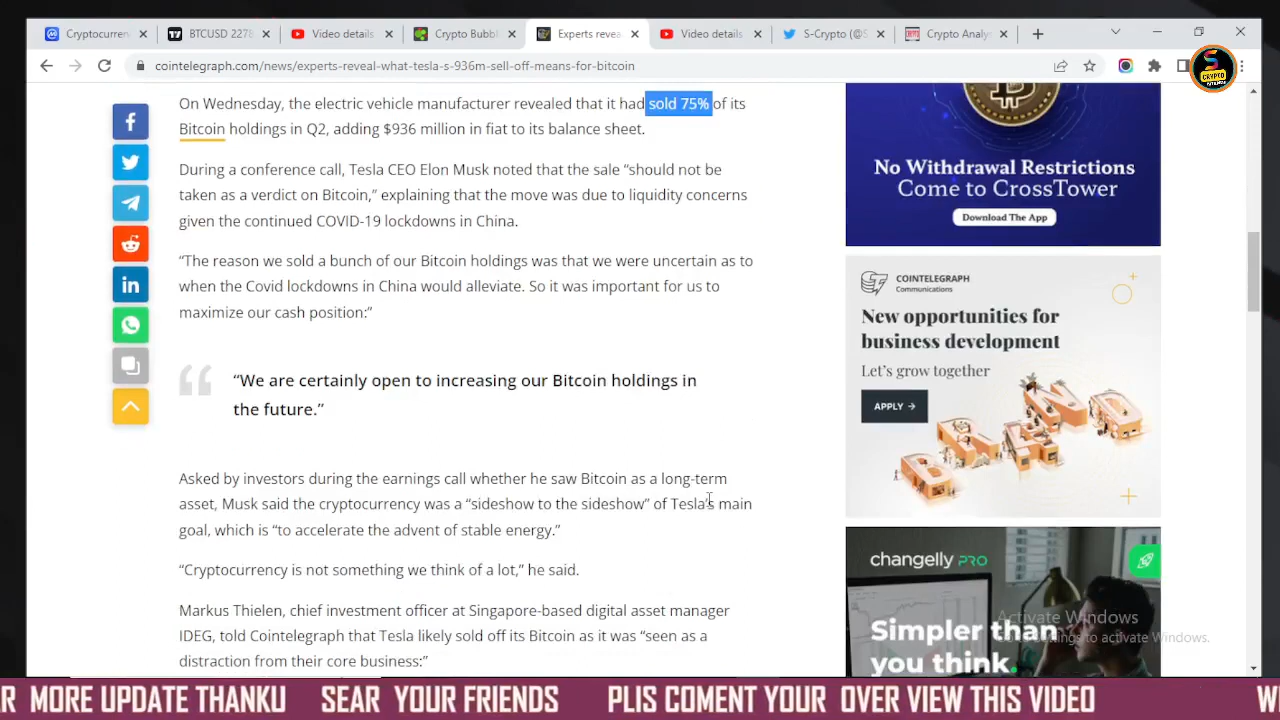 Cryptocurren
BTCUSD 2278
Video details
Crypto Bubbl
Experts revea
Video details
S-Crypto (@S
Crypto Analy
cointelegraph.com/news/experts-reveal-what-tesla-s-936m-sell-off-means-for-bitcoin
CRYPTO
On Wednesday, the electric vehicle manufacturer revealed that it had sold 75% of its
Bitcoin holdings in Q2, adding $936 million in fiat to its balance sheet.
During a conference call, Tesla CEO Elon Musk noted that the sale “should not be
taken as a verdict on Bitcoin,” explaining that the move was due to liquidity concerns
given the continued COVID-19 lockdowns in China.
“The reason we sold a bunch of our Bitcoin holdings was that we were uncertain as to
when the Covid lockdowns in China would alleviate. So it was important for us to
maximize our cash position:”
“We are certainly open to increasing our Bitcoin holdings in
the future.”
Asked by investors during the earnings call whether he saw Bitcoin as a long-term
asset, Musk said the cryptocurrency was a “sideshow to the sideshow” of Tesla's main
goal, which is “to accelerate the advent of stable energy.”
“Cryptocurrency is not something we think of a lot,” he said.
Markus Thielen, chief investment officer at Singapore-based digital asset manager
IDEG, told Cointelegraph that Tesla likely sold off its Bitcoin as it was “seen as a
distraction from their core business:”
No Withdrawal Restrictions
Come to CrossTower
Download The App
COINTELEGRAPH
Communications
New opportunities for
business development
Let's grow together
APPLY →
BRAND
changelly PRO
Simpler than
you think.
Activate Windows
Go to Settings to activate Windows.
R MORE UPDATE THANKU SEAR YOUR FRIENDS PLIS COMENT YOUR OVER VIEW THIS VIDEO W